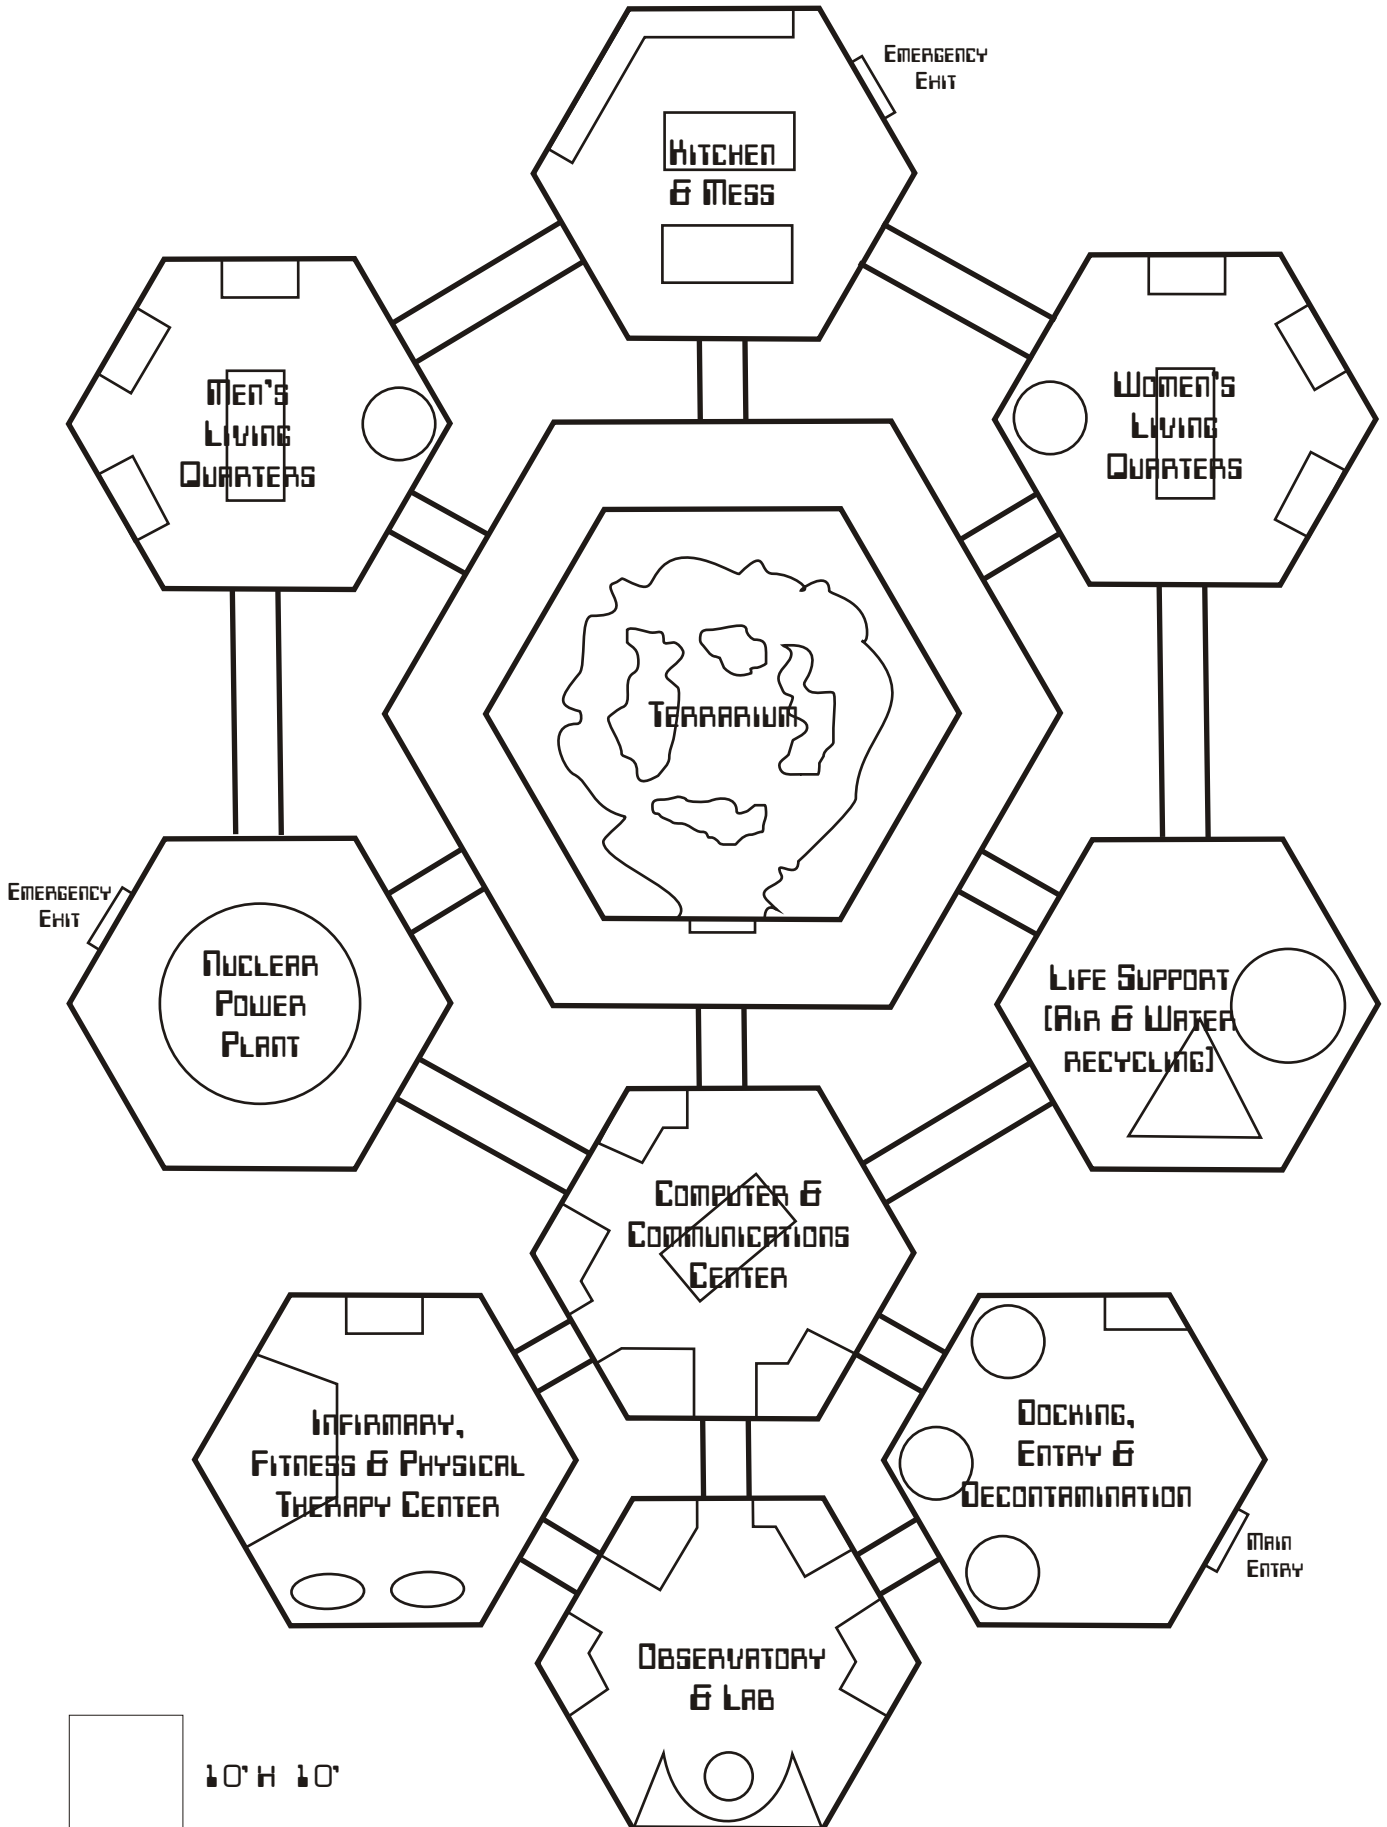 Emergency
Exit
Kitchen
& Mess
Men's
Living
Quarters
Women's
Living
Quarters
Terrarium
Emergency
Exit
Nuclear
Power
Plant
Life Support
(Air & Water
recycling)
Computer &
Communications
Center
Infirmary,
Fitness & Physical
Therapy Center
Docking,
Entry &
Decontamination
Main
Entry
Observatory
& Lab
10' X 10'